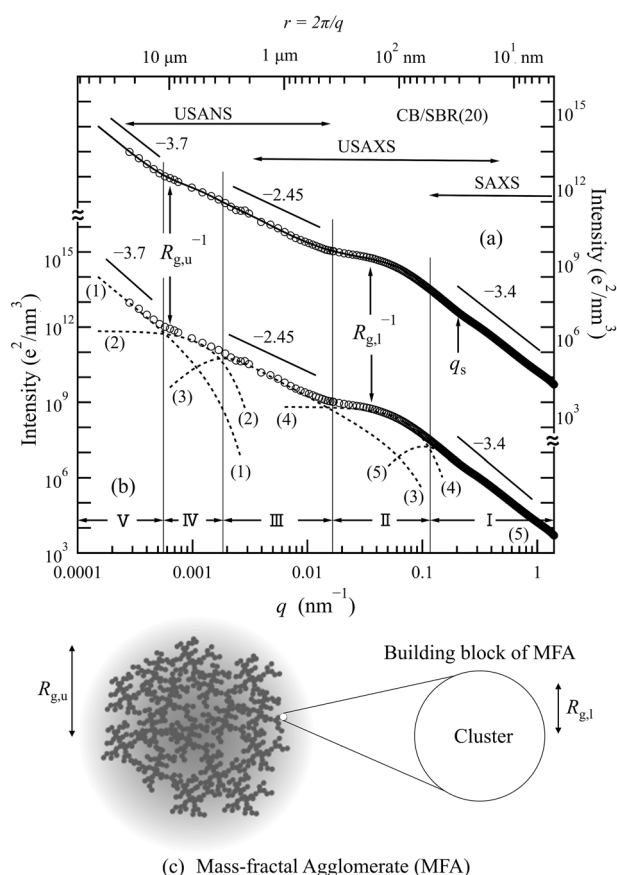 r = 2π/q
10 μm 1 μm 10² nm 10¹ nm
USANS CB/SBR(20)
USAXS
SAXS
−3.7
−2.45
(a)
R_{g,u}⁻¹
R_{g,l}⁻¹
−3.4
q_s
10¹⁵
10¹²
10⁹
10⁶
10³
Intensity (e²/nm³)
≈
≈
10¹⁵
10¹²
10⁹
10⁶
10³
Intensity (e²/nm³)
−3.7
(1)
(2)
−2.45
(3)
(2)
(4)
(1)
(5)
(3)
(4)
−3.4
(5)
(b)
V IV III II I
0.0001 0.001 0.01 0.1 1
q (nm⁻¹)
R_{g,u}
Building block of MFA
Cluster
R_{g,l}
(c) Mass-fractal Agglomerate (MFA)